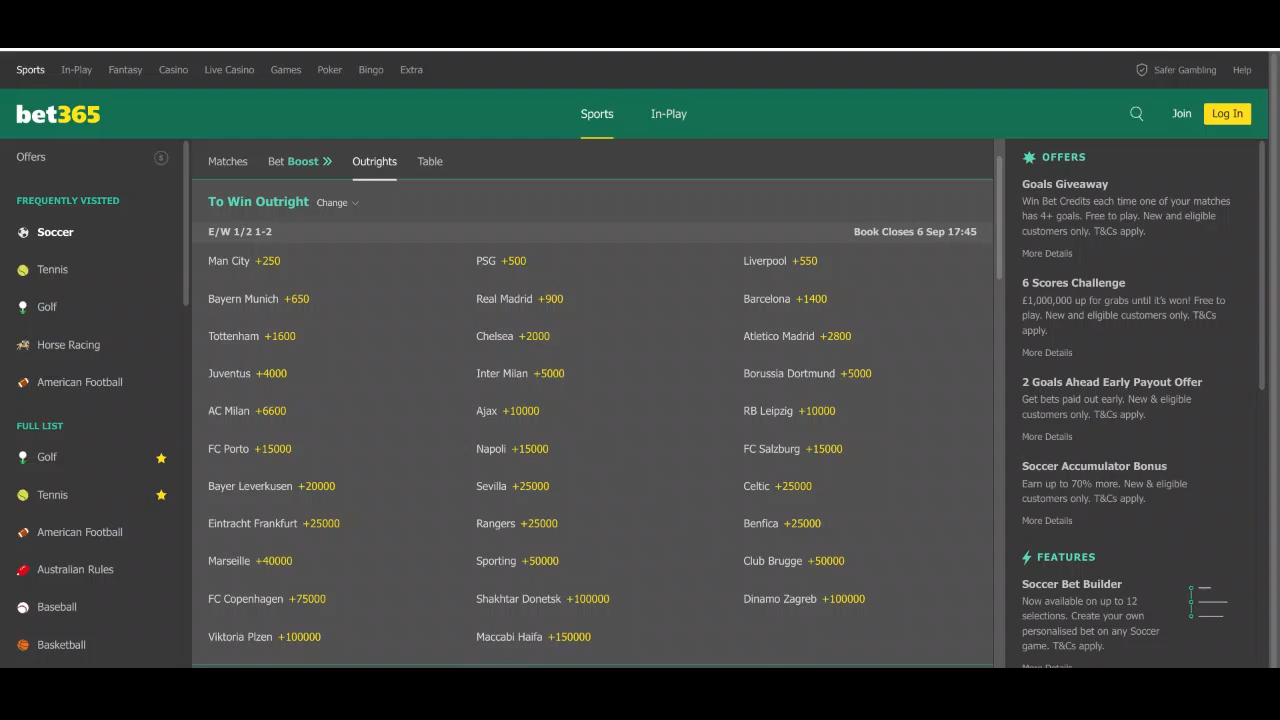 Sports In-Play Fantasy Casino Live Casino Games Poker Bingo Extra Safer Gambling Help
bet365 Sports In-Play Join Log In
Offers
FREQUENTLY VISITED
Soccer
Tennis
Golf
Horse Racing
American Football
FULL LIST
Golf
Tennis
American Football
Australian Rules
Baseball
Basketball
Matches Bet Boost Outrights Table
To Win Outright Change
E/W 1/2 1-2 Book Closes 6 Sep 17:45
Man City +250 PSG +500 Liverpool +550
Bayern Munich +650 Real Madrid +900 Barcelona +1400
Tottenham +1600 Chelsea +2000 Atletico Madrid +2800
Juventus +4000 Inter Milan +5000 Borussia Dortmund +5000
AC Milan +6600 Ajax +10000 RB Leipzig +10000
FC Porto +15000 Napoli +15000 FC Salzburg +15000
Bayer Leverkusen +20000 Sevilla +25000 Celtic +25000
Eintracht Frankfurt +25000 Rangers +25000 Benfica +25000
Marseille +40000 Sporting +50000 Club Brugge +50000
FC Copenhagen +75000 Shakhtar Donetsk +100000 Dinamo Zagreb +100000
Viktoria Plzen +100000 Maccabi Haifa +150000
OFFERS
Goals Giveaway
Win Bet Credits each time one of your matches
has 4+ goals. Free to play. New and eligible
customers only. T&Cs apply.
More Details
6 Scores Challenge
£1,000,000 up for grabs until it's won! Free to
play. New and eligible customers only. T&Cs
apply.
More Details
2 Goals Ahead Early Payout Offer
Get bets paid out early. New & eligible
customers only. T&Cs apply.
More Details
Soccer Accumulator Bonus
Earn up to 70% more. New & eligible
customers only. T&Cs apply.
More Details
FEATURES
Soccer Bet Builder
Now available on up to 12
selections. Create your own
personalised bet on any Soccer
game. T&Cs apply.
More Details